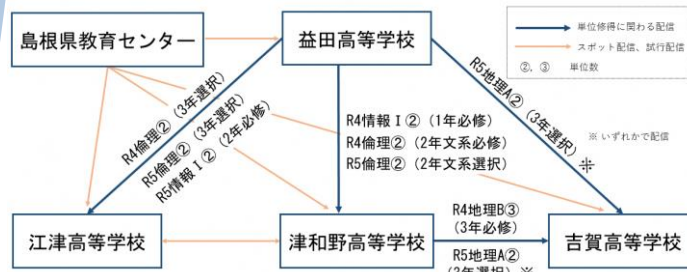 島根県教育センター
益田高等学校
単位修得に関わる配信
スポット配信、試行配信
②、③ 単位数
R4倫理②（3年選択）
R5倫理②（3年選択）
R5情報Ⅰ②（2年必修）
R4情報Ⅰ②（1年必修）
R4倫理②（2年文系必修）
R5倫理②（2年文系選択）
R5地理A②（3年選択）※
※ いずれかで配信
江津高等学校
津和野高等学校
R4地理B③
（3年必修）
R5地理A②
（3年選択）※
吉賀高等学校